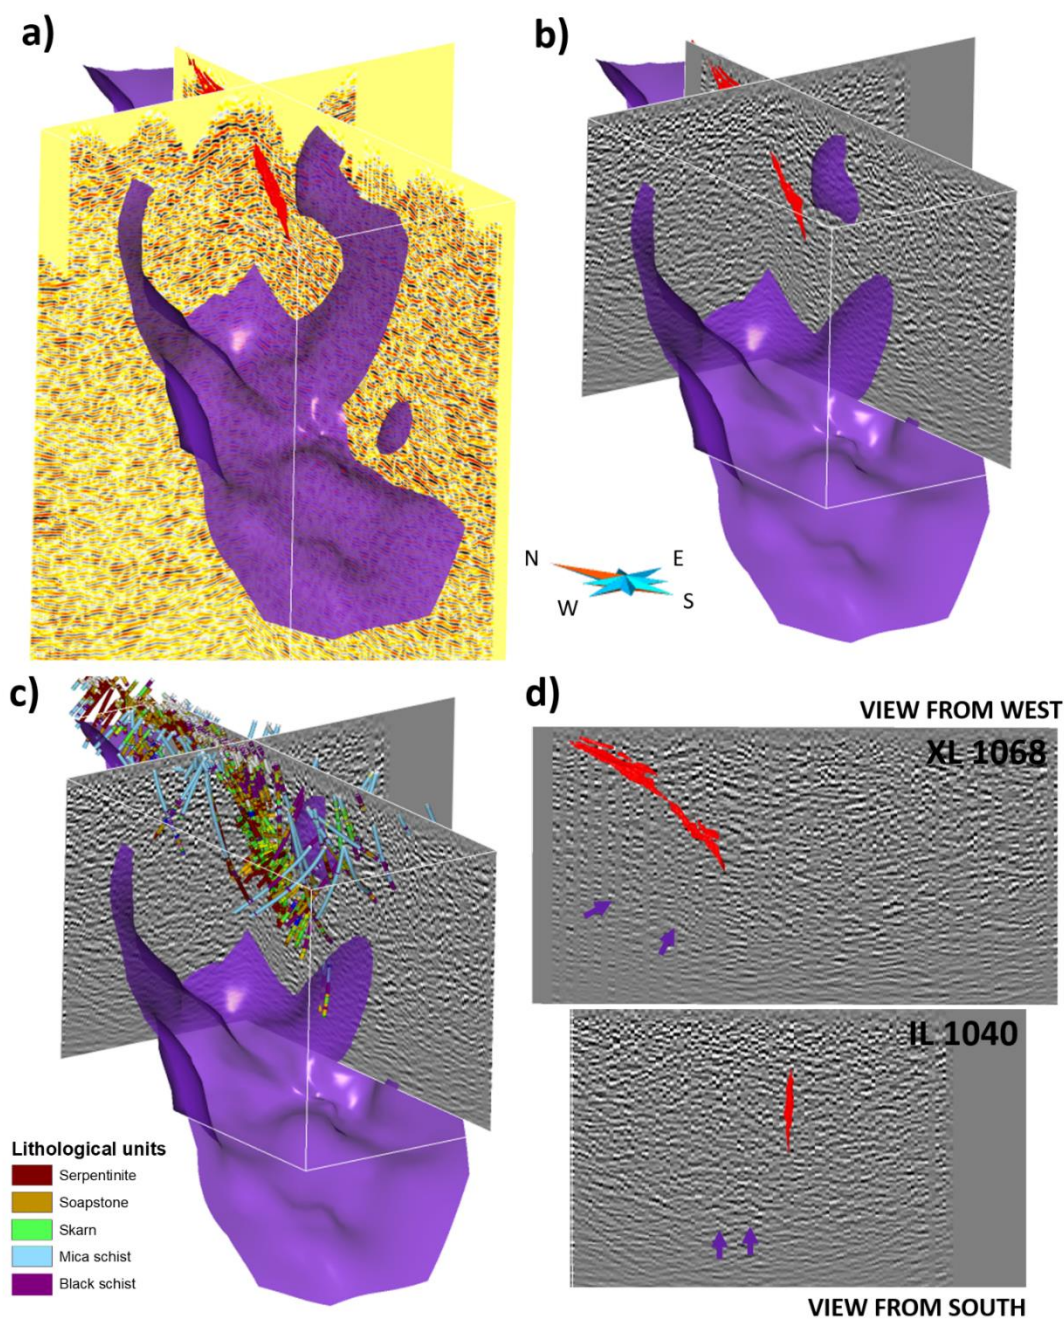 a)
b)
N
E
W
S
c)
d)
VIEW FROM WEST
XL 1068
IL 1040
Lithological units
Serpentinite
Soapstone
Skarn
Mica schist
Black schist
VIEW FROM SOUTH